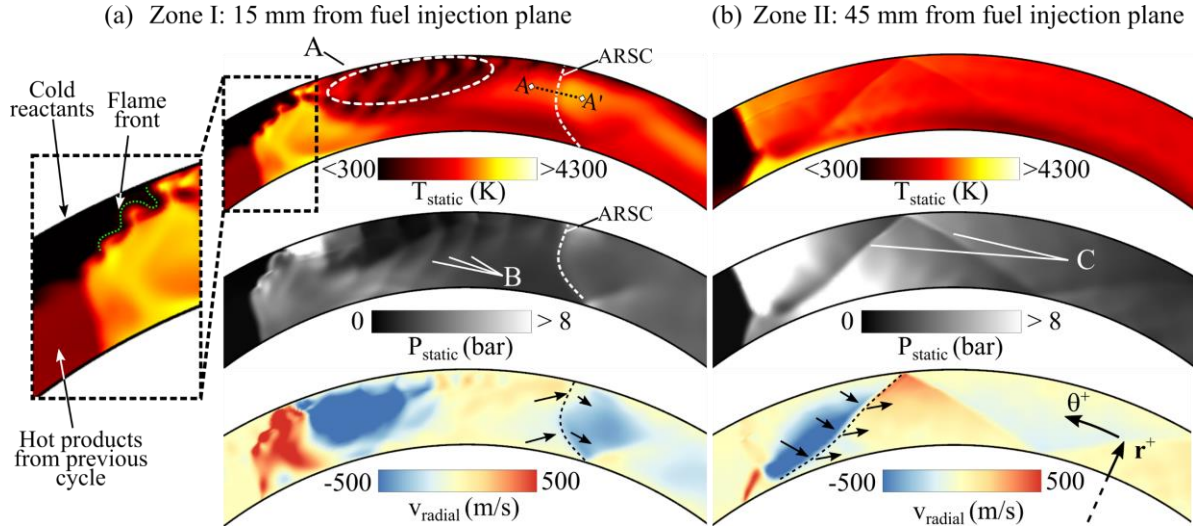 (a) Zone I: 15 mm from fuel injection plane
(b) Zone II: 45 mm from fuel injection plane
A
ARSC
Cold
reactants
Flame
front
A
A'
<300
>4300
T_static (K)
<300
>4300
T_static (K)
ARSC
B
C
0
> 8
P_static (bar)
0
> 8
P_static (bar)
Hot products
from previous
cycle
θ⁺
r⁺
-500
500
v_radial
(m/s)
-500
500
v_radial
(m/s)